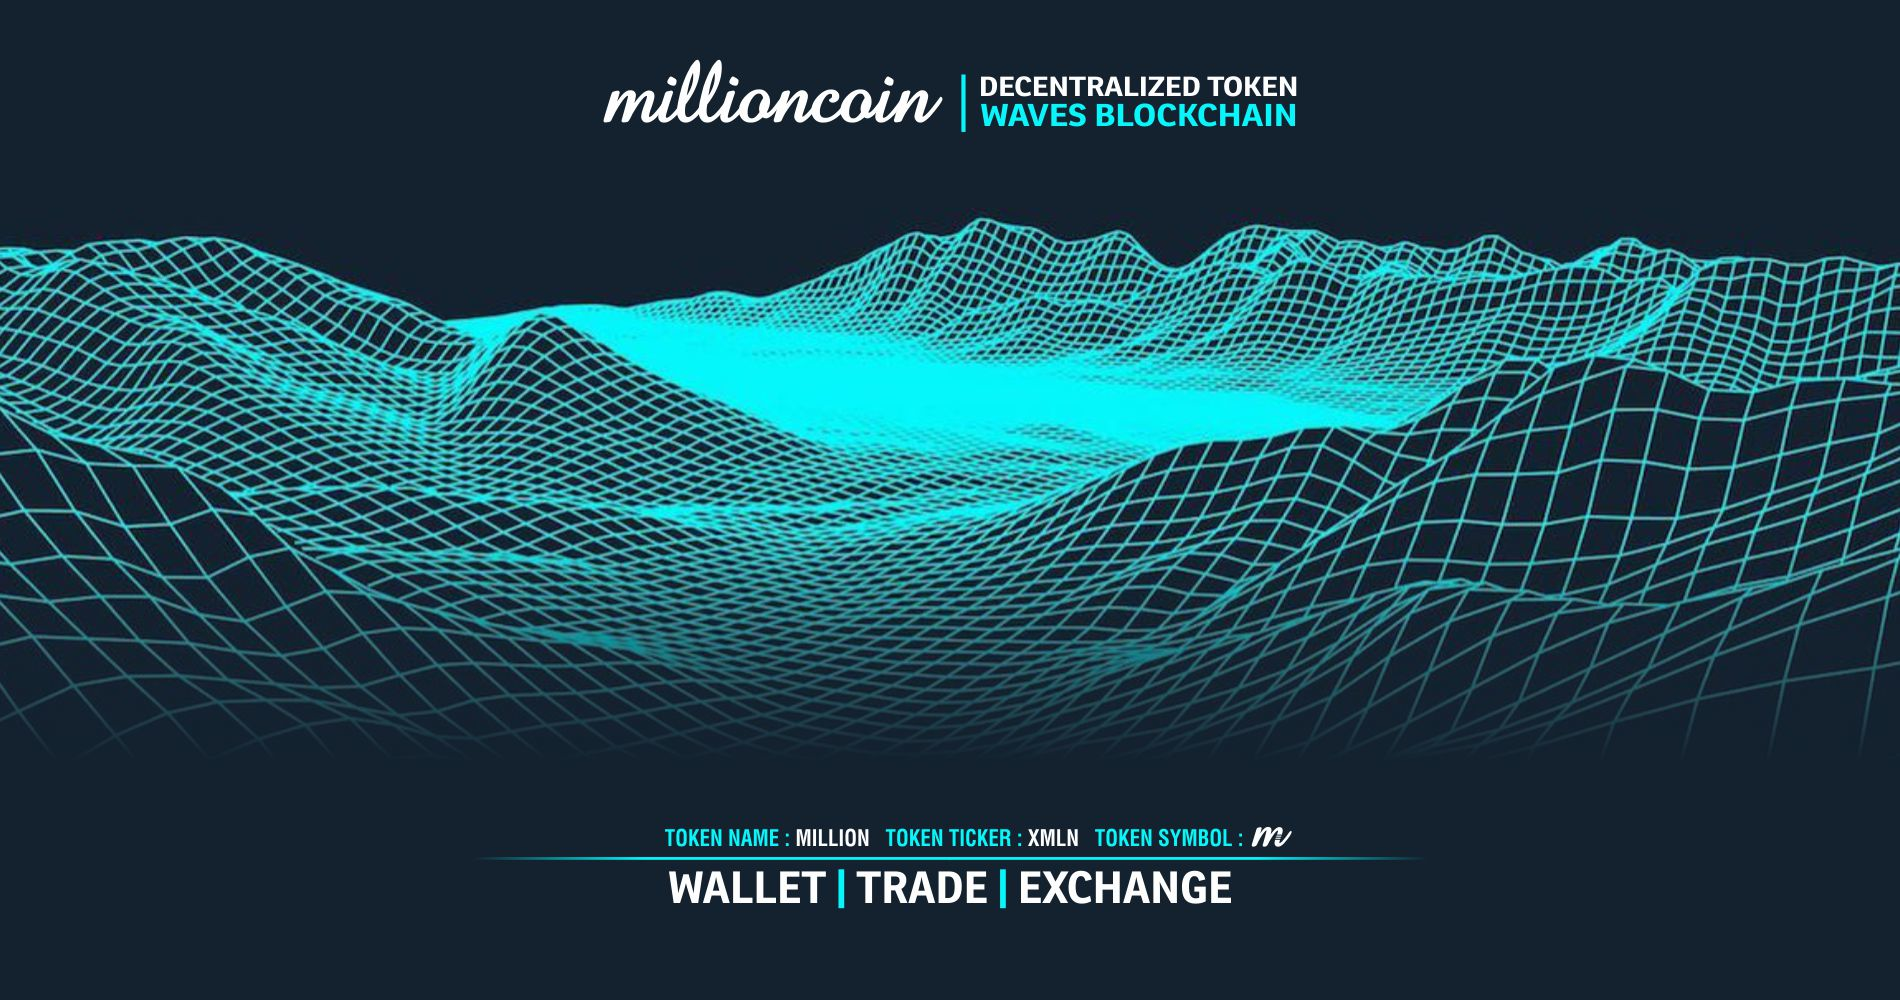 millioncoin
DECENTRALIZED TOKEN
WAVES BLOCKCHAIN
TOKEN NAME : MILLION TOKEN TICKER : XMLN TOKEN SYMBOL : m
WALLET | TRADE | EXCHANGE